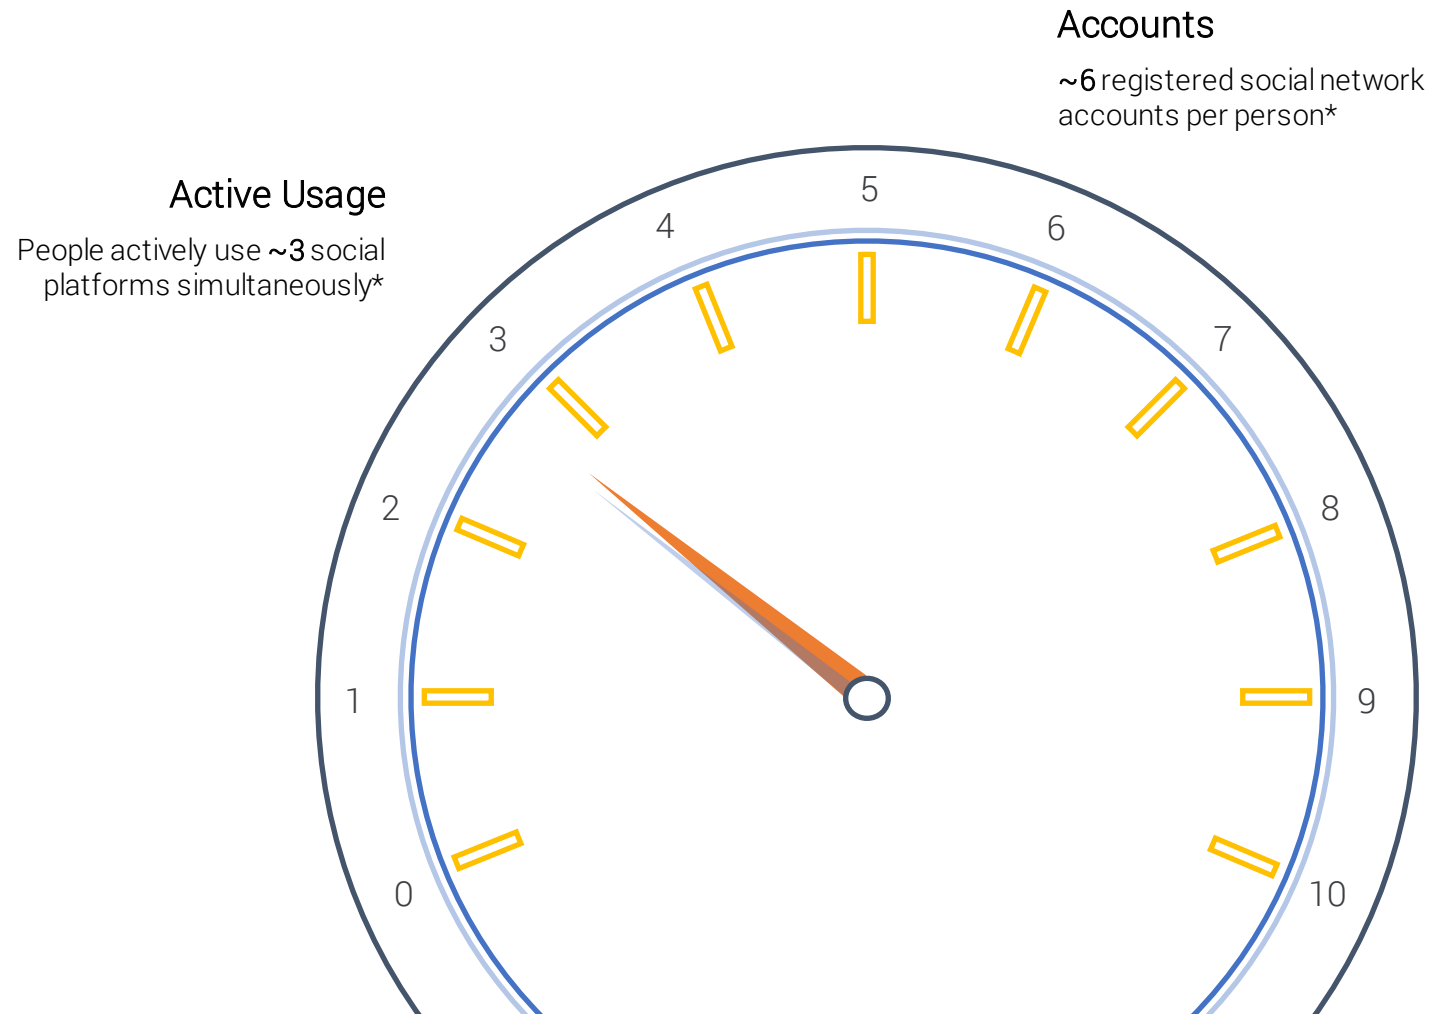 Accounts
~6 registered social network
accounts per person*
Active Usage
People actively use ~3 social
platforms simultaneously*
0
1
2
3
4
5
6
7
8
9
10